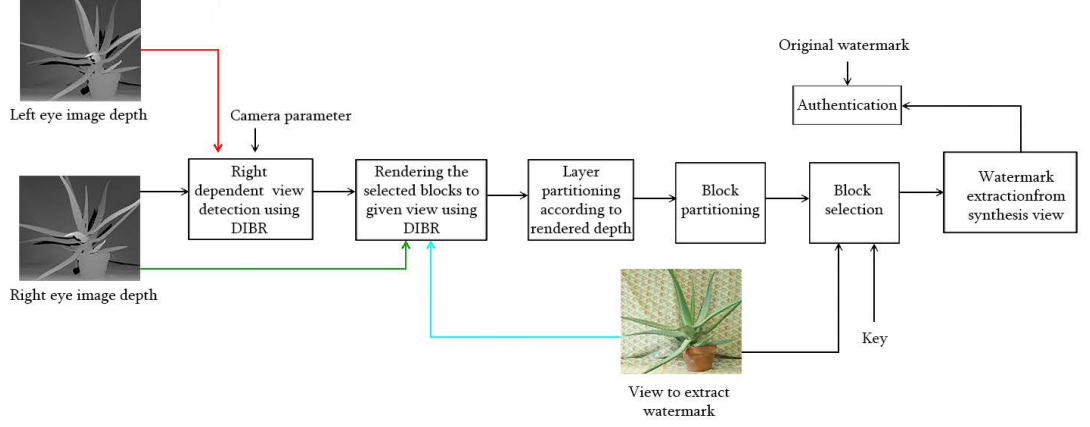 Original watermark
Authentication
Left eye image depth
Camera parameter
Right
dependent view
detection using
DIBR
Rendering the
selected blocks to
given view using
DIBR
Layer
partitioning
according to
rendered depth
Block
partitioning
Block
selection
Watermark
extractionfrom
synthesis view
Right eye image depth
Key
View to extract
watermark